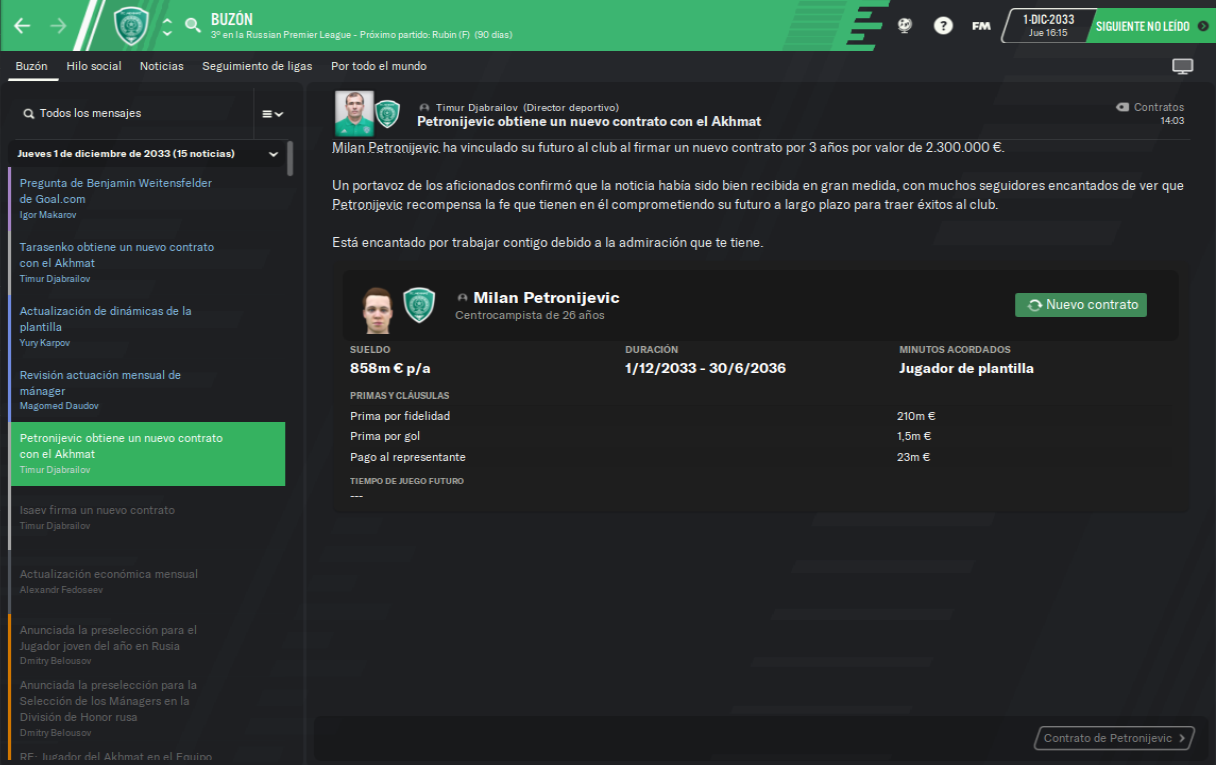 BUZÓN
3º en la Russian Premier League - Próximo partido: Rubin (F) (90 días)
FM
1-DIC-2033
Jue 16:15
SIGUIENTE NO LEÍDO
Buzón Hilo social Noticias Seguimiento de ligas Por todo el mundo
Todos los mensajes
Jueves 1 de diciembre de 2033 (15 noticias)
Pregunta de Benjamin Weitensfelder
de Goal.com
Igor Makarov
Tarasenko obtiene un nuevo contrato
con el Akhmat
Timur Djabrailov
Actualización de dinámicas de la
plantilla
Yury Karpov
Revisión actuación mensual de
mánager
Magomed Daudov
Petronijevic obtiene un nuevo contrato
con el Akhmat
Timur Djabrailov
Isaev firma un nuevo contrato
Timur Djabrailov
Actualización económica mensual
Alexandr Fedoseev
Anunciada la preselección para el
Jugador joven del año en Rusia
Dmitry Belousov
Anunciada la preselección para la
Selección de los Mánagers en la
División de Honor rusa
Dmitry Belousov
RE: Jugador del Akhmat en el Equipo
Timur Djabrailov (Director deportivo)
Petronijevic obtiene un nuevo contrato con el Akhmat
Contratos
14:03
Milan Petronijevic ha vinculado su futuro al club al firmar un nuevo contrato por 3 años por valor de 2.300.000 €.
Un portavoz de los aficionados confirmó que la noticia había sido bien recibida en gran medida, con muchos seguidores encantados de ver que
Petronijevic recompensa la fe que tienen en él comprometiendo su futuro a largo plazo para traer éxitos al club.
Está encantado por trabajar contigo debido a la admiración que te tiene.
Milan Petronijevic
Centrocampista de 26 años
Nuevo contrato
SUELDO DURACIÓN MINUTOS ACORDADOS
858m € p/a 1/12/2033 - 30/6/2036 Jugador de plantilla
PRIMAS Y CLÁUSULAS
Prima por fidelidad 210m €
Prima por gol 1,5m €
Pago al representante 23m €
TIEMPO DE JUEGO FUTURO
---
Contrato de Petronijevic